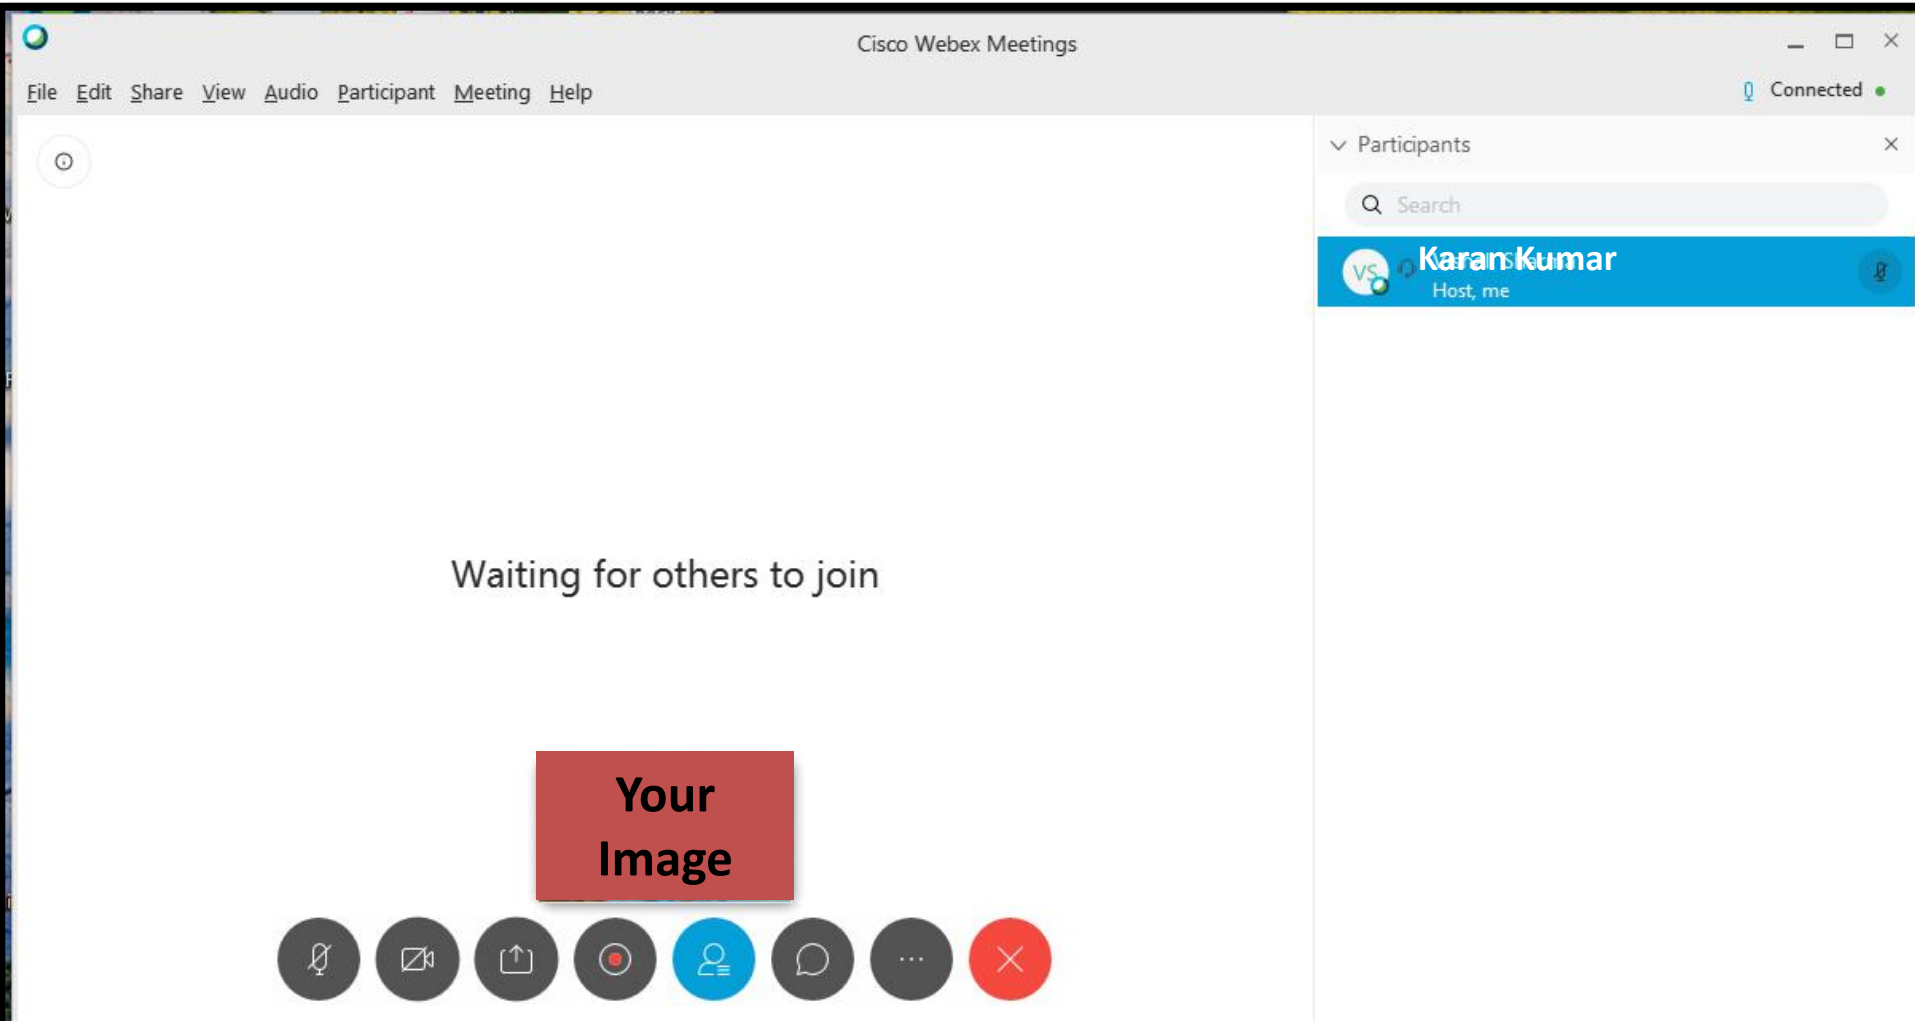 Cisco Webex Meetings
File Edit Share View Audio Participant Meeting Help
Connected
Participants
Search
VS
Karan Kumar
Host, me
Waiting for others to join
Your
Image